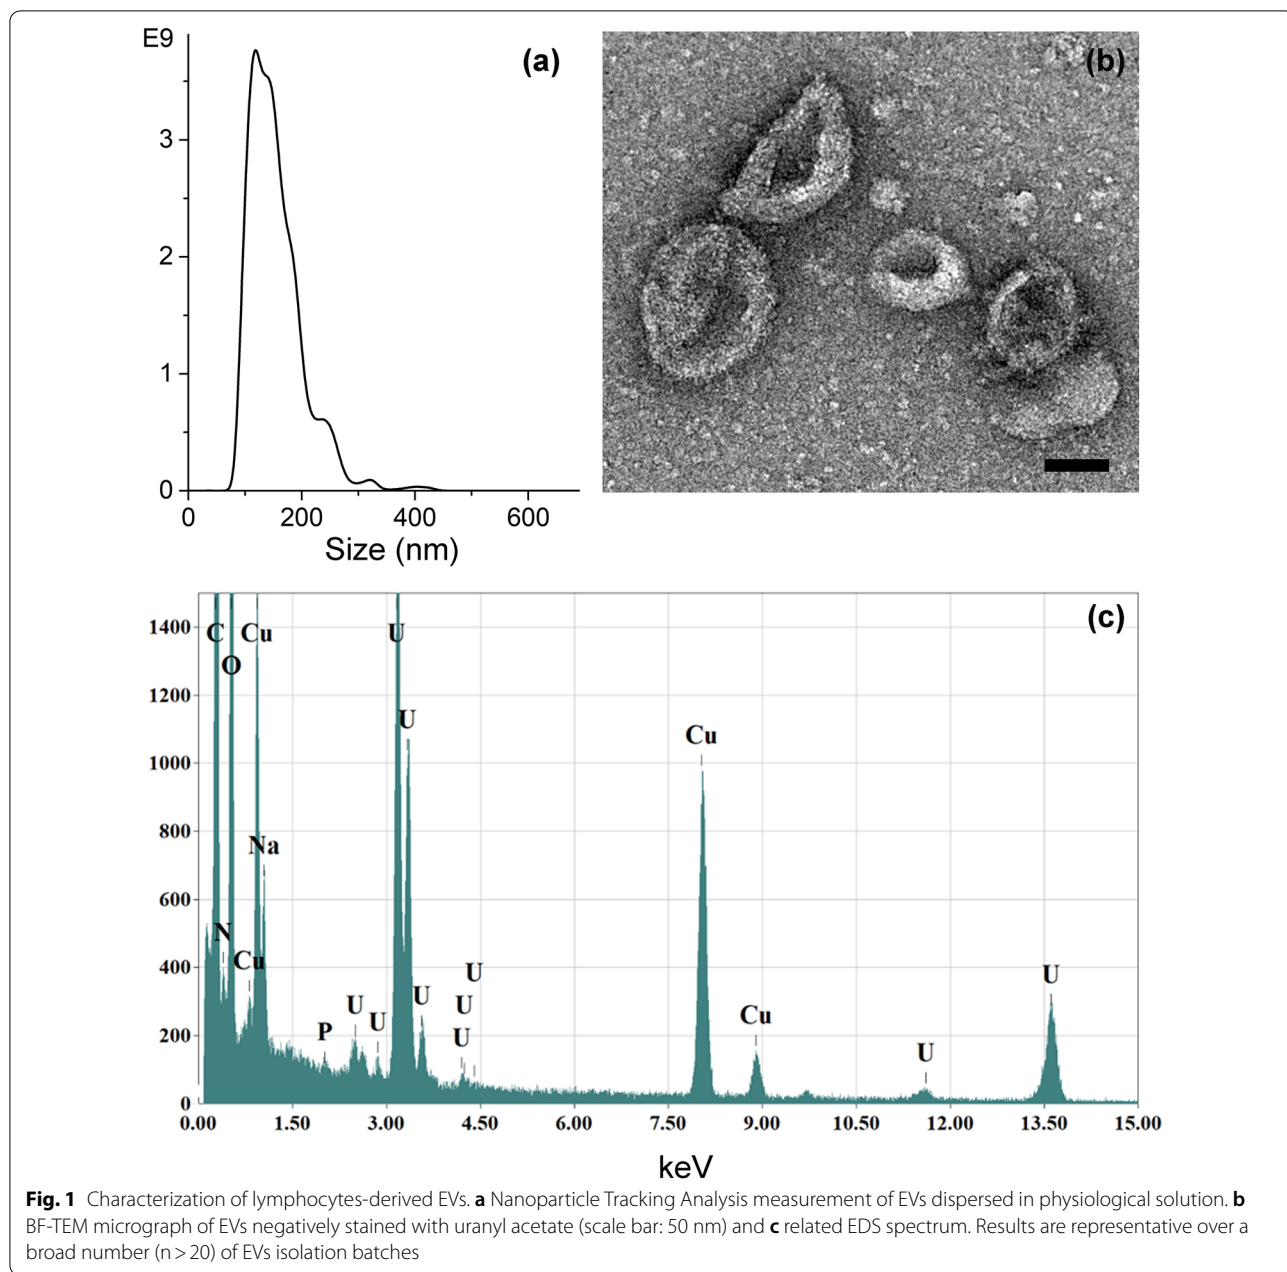 E9
(a)
3
2
1
0
0 200 400 600
Size (nm)
(b)
(c)
1400
1200
1000
800
600
400
200
0
C
O
Cu
Na
N
Cu
P
U
U
U
U
U
U
U
U
Cu
Cu
U
U
0.00 1.50 3.00 4.50 6.00 7.50 9.00 10.50 12.00 13.50 15.00
keV
Fig. 1 Characterization of lymphocytes-derived EVs. a Nanoparticle Tracking Analysis measurement of EVs dispersed in physiological solution. b
BF-TEM micrograph of EVs negatively stained with uranyl acetate (scale bar: 50 nm) and c related EDS spectrum. Results are representative over a
broad number (n > 20) of EVs isolation batches